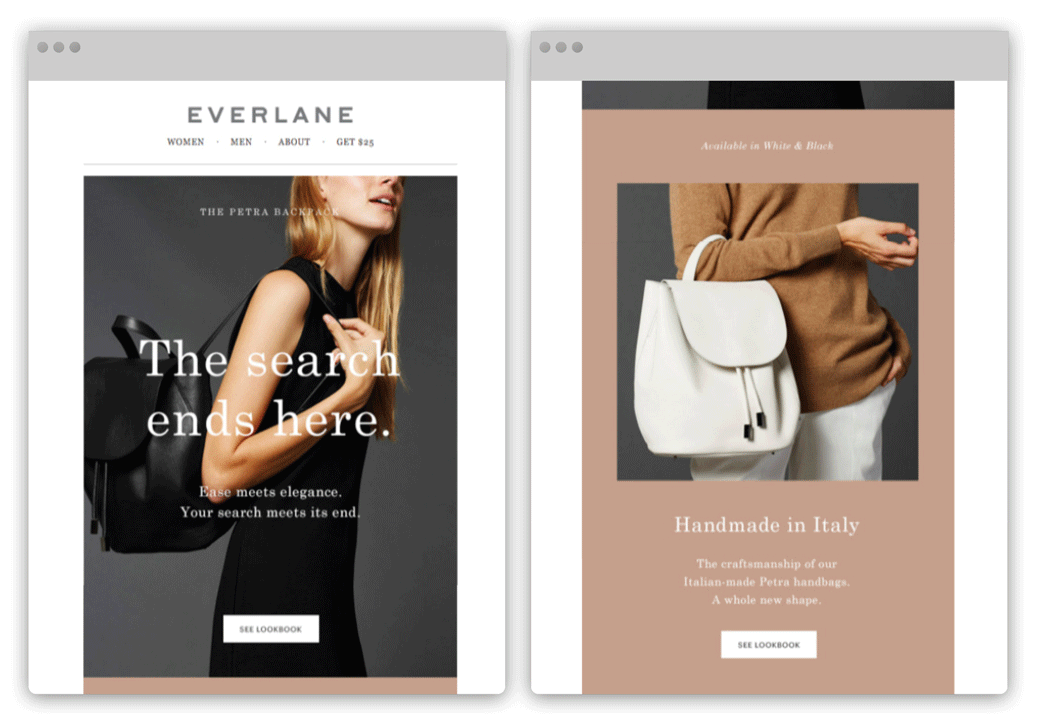 EVERLANE
WOMEN · MEN · ABOUT · GET $25
THE PETRA BACKPACK
The search
ends here.
Ease meets elegance.
Your search meets its end.
SEE LOOKBOOK
Available in White & Black
Handmade in Italy
The craftsmanship of our
Italian-made Petra handbags.
A whole new shape.
SEE LOOKBOOK